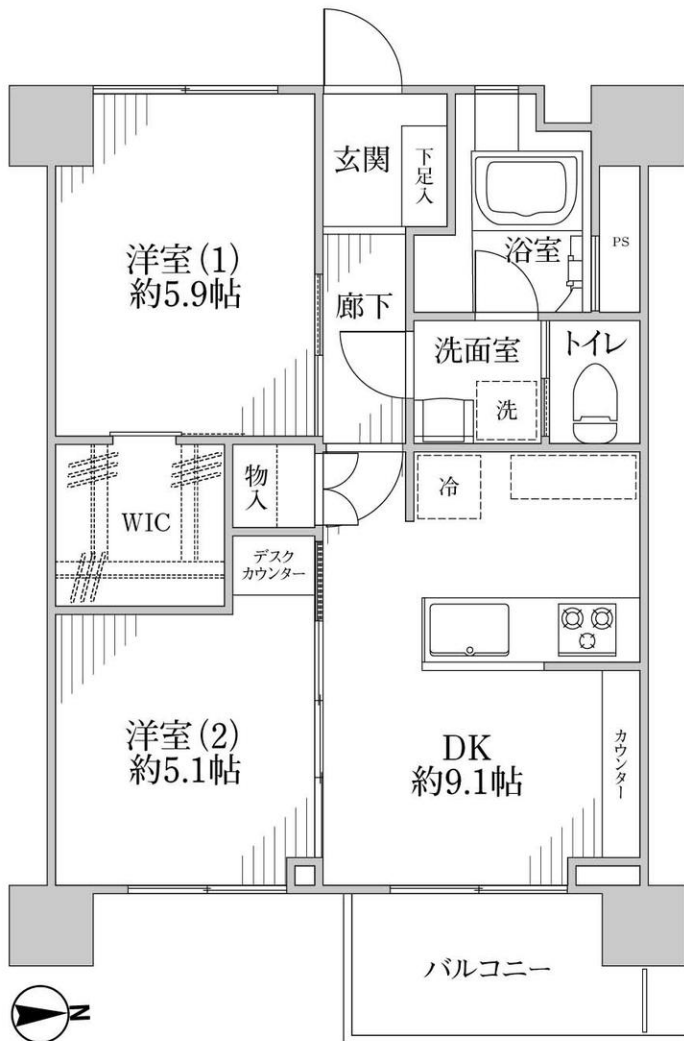 玄関
下足入
浴室
PS
洋室(1)
約5.9帖
廊下
洗面室
トイレ
洗
WIC
物入
冷
デスク
カウンター
洋室(2)
約5.1帖
DK
約9.1帖
カウンター
バルコニー
N